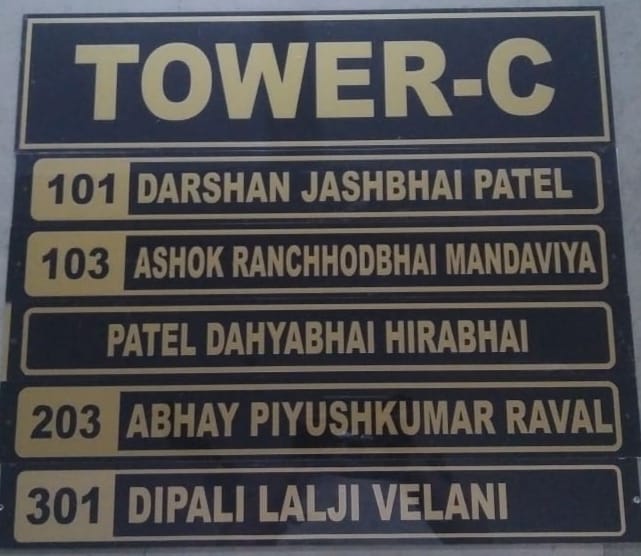 TOWER-C
101 DARSHAN JASHBHAI PATEL
103 ASHOK RANCHHODBHAI MANDAVIYA
PATEL DAHYABHAI HIRABHAI
203 ABHAY PIYUSHKUMAR RAVAL
301 DIPALI LALJI VELANI